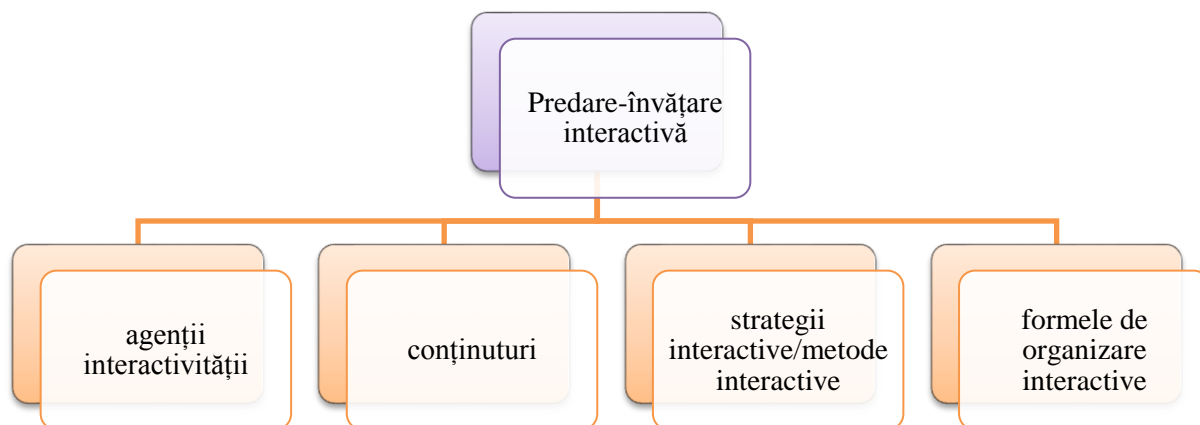 Predare-învățare
interactivă
agenții
interactivității
conținuturi
strategii
interactive/metode
interactive
formele de
organizare
interactive